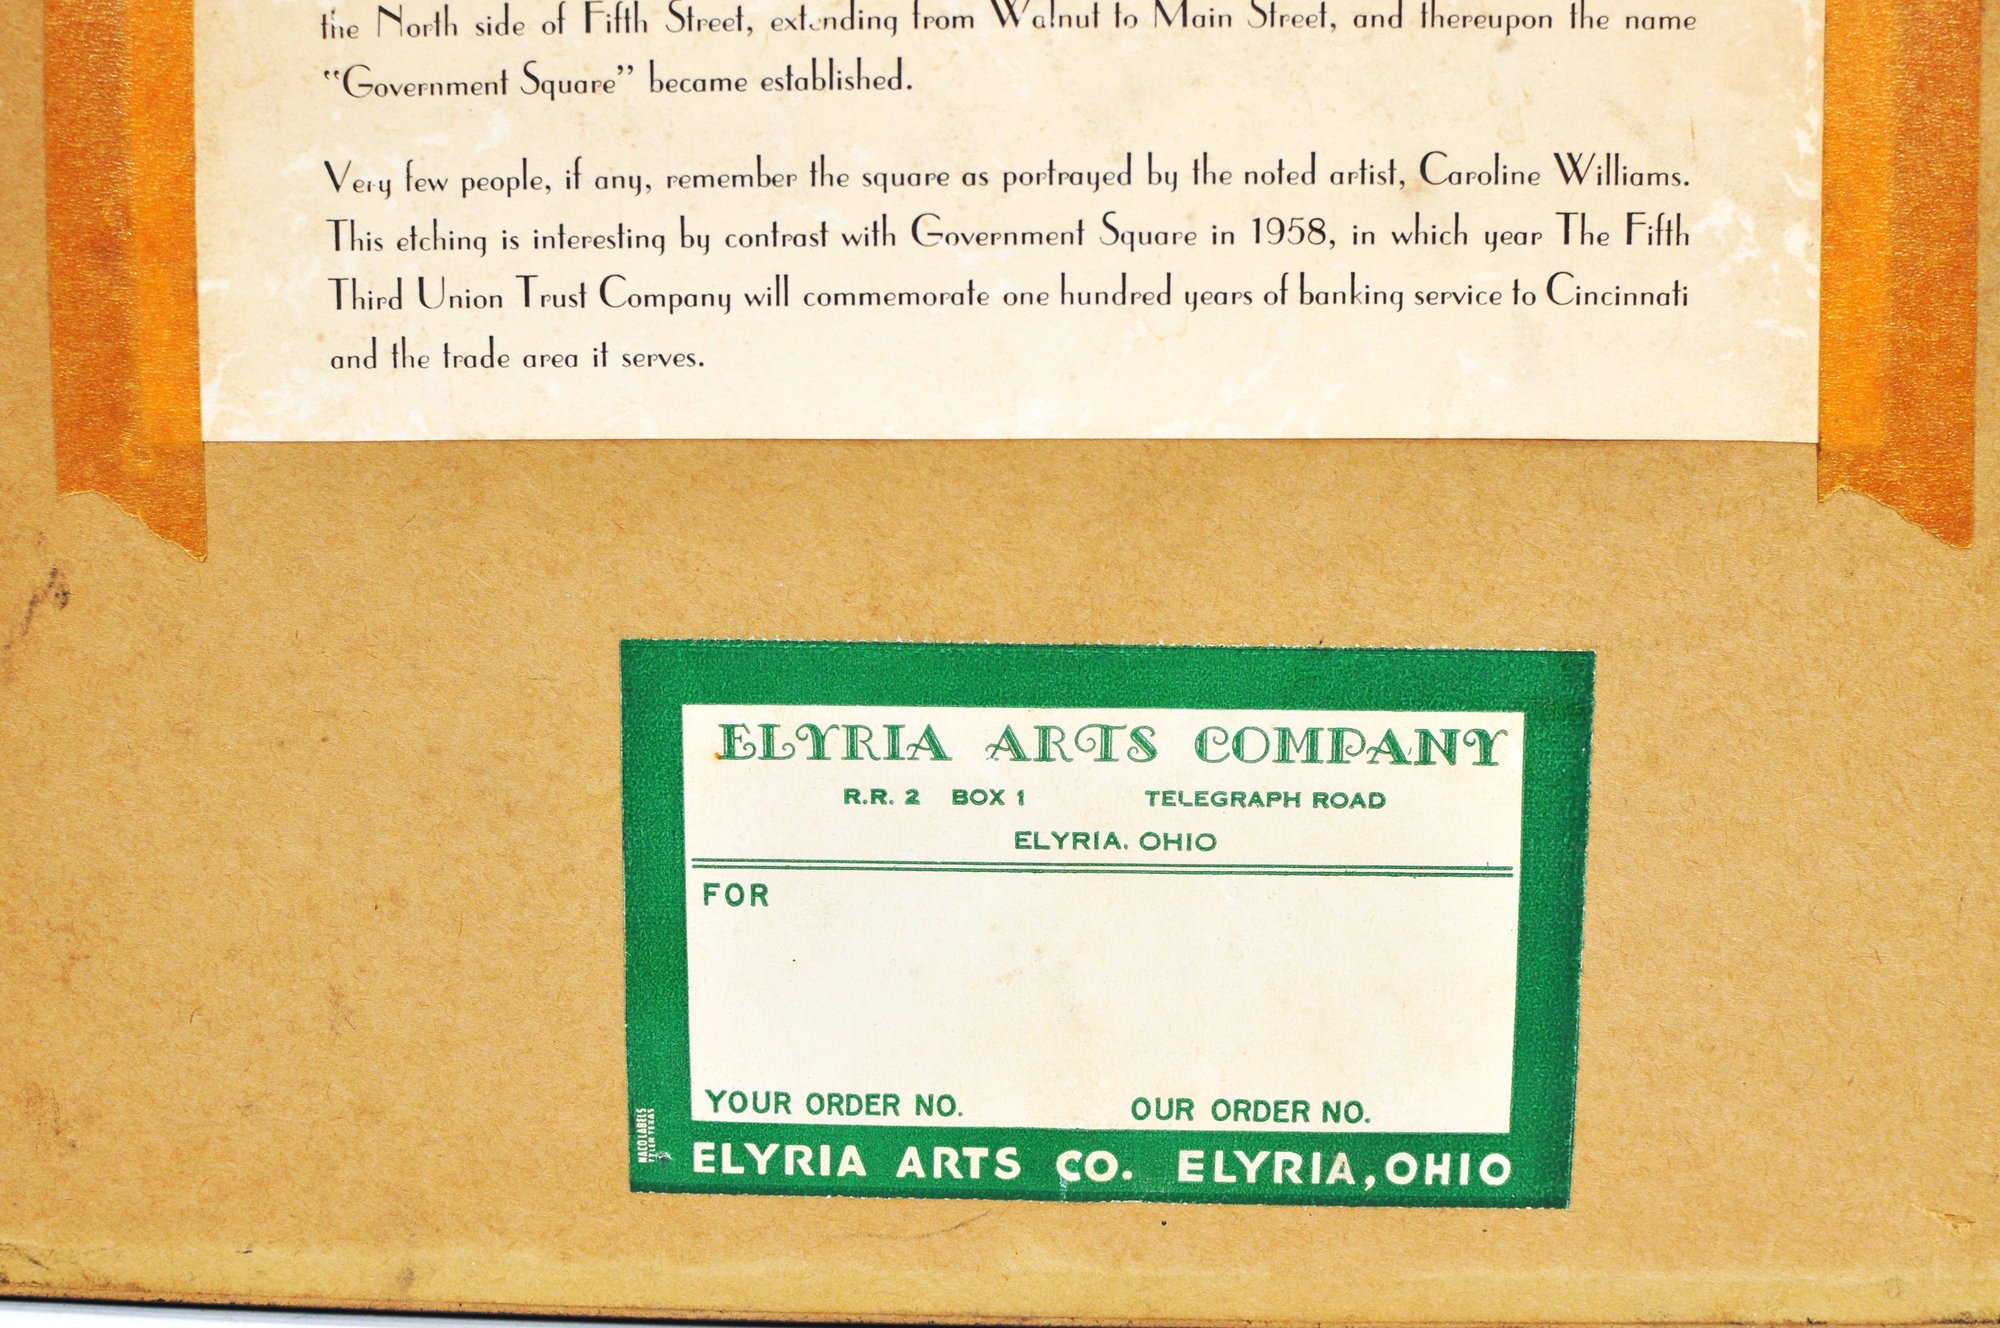 the North side of Fifth Street, extending from Walnut to Main Street, and thereupon the name
“Government Square” became established.
Very few people, if any, remember the square as portrayed by the noted artist, Caroline Williams.
This etching is interesting by contrast with Government Square in 1958, in which year The Fifth
Third Union Trust Company will commemorate one hundred years of banking service to Cincinnati
and the trade area it serves.
ELYRIA ARTS COMPANY
R.R. 2 BOX 1 TELEGRAPH ROAD
ELYRIA, OHIO
FOR
YOUR ORDER NO. OUR ORDER NO.
ELYRIA ARTS CO. ELYRIA, OHIO
MACO LABELS
TYLER TEXAS